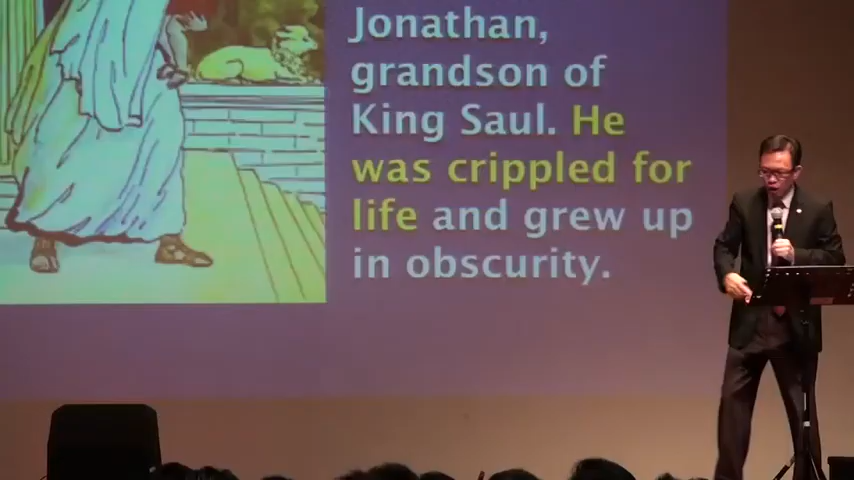 Jonathan,
grandson of
King Saul. He
was crippled for
life and grew up
in obscurity.